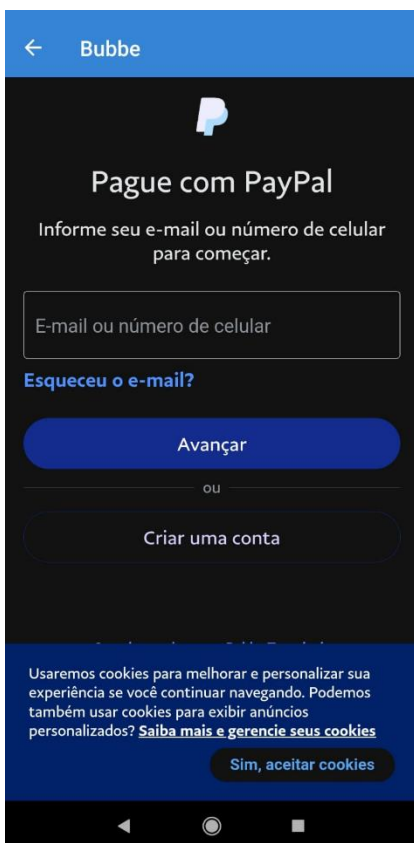 Bubbe
Pague com PayPal
Informe seu e-mail ou número de celular
para começar.
E-mail ou número de celular
Esqueceu o e-mail?
Avançar
ou
Criar uma conta
Usaremos cookies para melhorar e personalizar sua
experiência se você continuar navegando. Podemos
também usar cookies para exibir anúncios
personalizados? Saiba mais e gerencie seus cookies
Sim, aceitar cookies